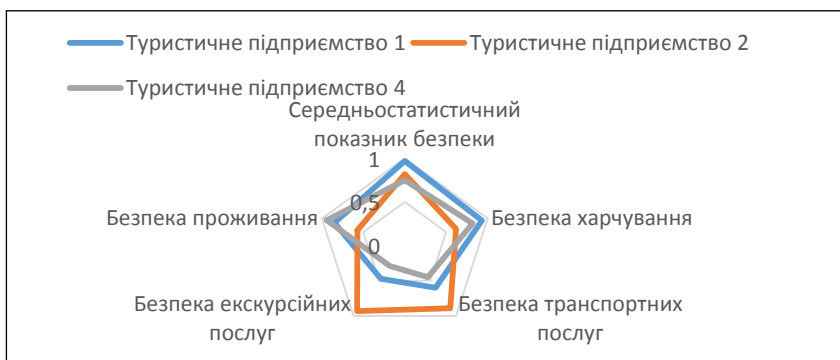 Туристичне підприємство 1 Туристичне підприємство 2
Туристичне підприємство 4
Середньостатистичний
показник безпеки
1
0,5
0
Безпека проживання
Безпека харчування
Безпека екскурсійних
послуг
Безпека транспортних
послуг